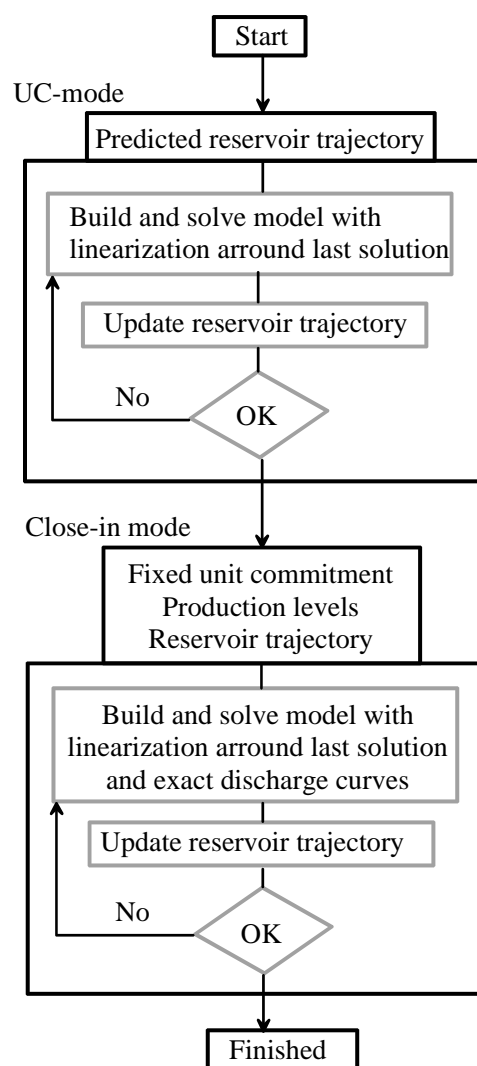 Start
UC-mode
Predicted reservoir trajectory
Build and solve model with
linearization arround last solution
Update reservoir trajectory
No
OK
Close-in mode
Fixed unit commitment
Production levels
Reservoir trajectory
Build and solve model with
linearization arround last solution
and exact discharge curves
Update reservoir trajectory
No
OK
Finished